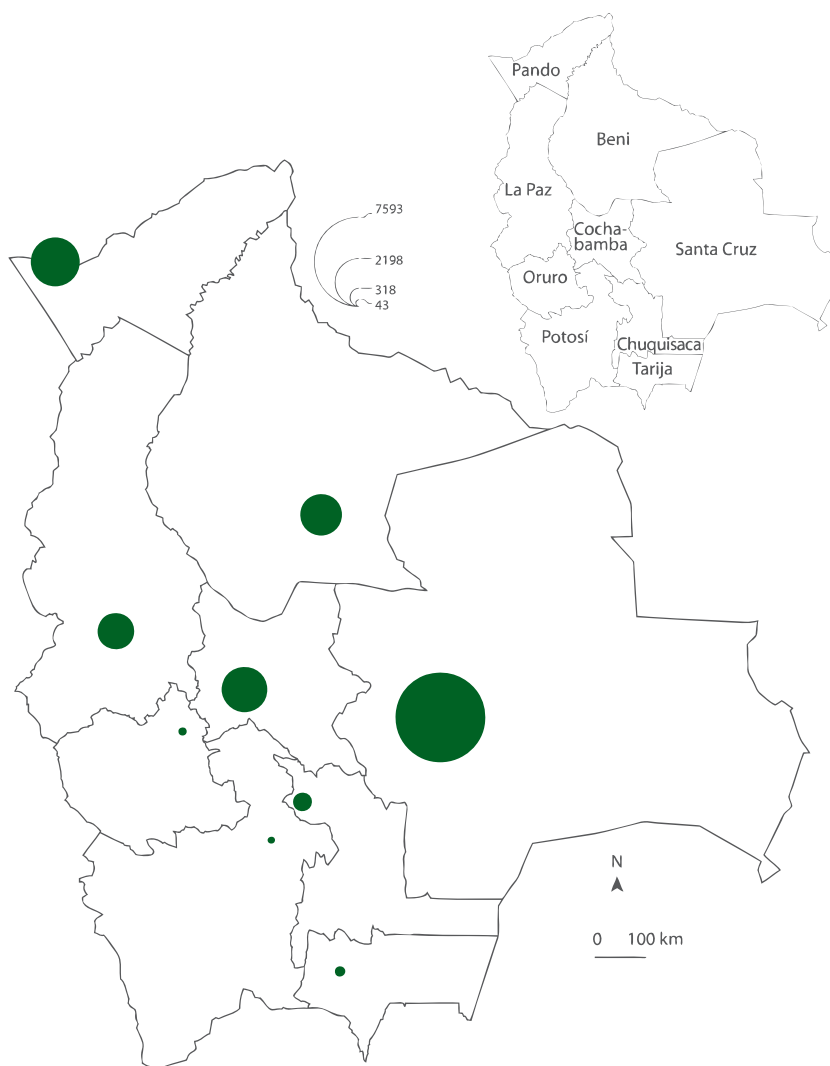 Pando
Beni
La Paz
Cocha-
bamba
Santa Cruz
Oruro
Potosí
Chuquisaca
Tarija
7593
2198
318
43
N
0 100 km